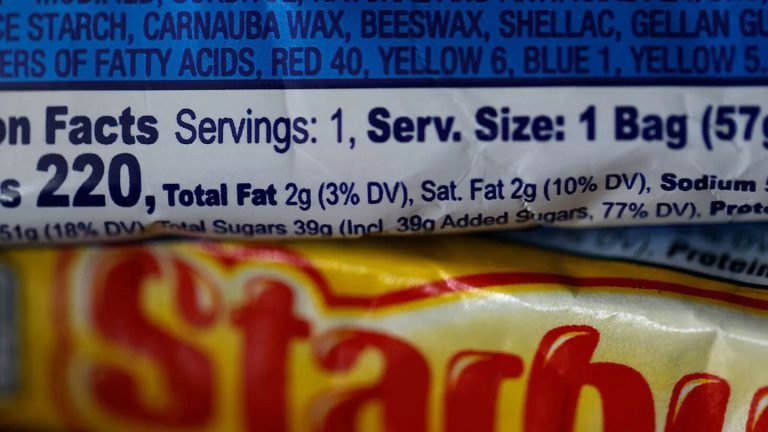 MODIFIED
CE STARCH, CARNAUBA WAX, BEESWAX, SHELLAC, GELLAN GU
ERS OF FATTY ACIDS, RED 40, YELLOW 6, BLUE 1, YELLOW 5
on Facts Servings: 1, Serv. Size: 1 Bag (57g
s 220, Total Fat 2g (3% DV), Sat. Fat 2g (10% DV), Sodium
51g (18% DV) Total Sugars 39g (Incl. 39g Added Sugars, 77% DV), Prote
Protein
Starbu